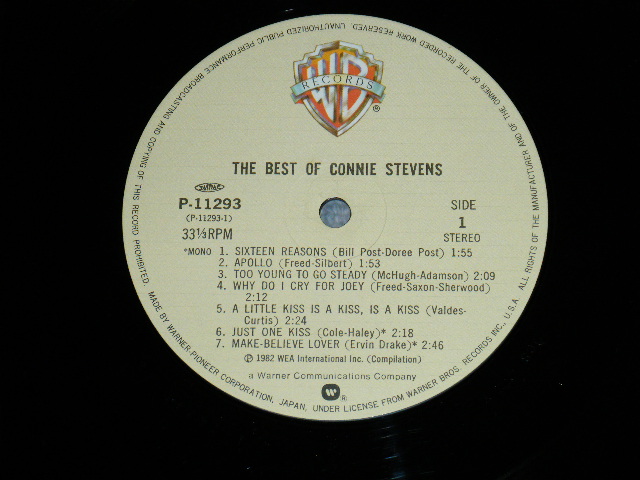 WB
RECORDS
®
THE BEST OF CONNIE STEVENS
P-11293
(P-11293-1)
33⅓RPM
SIDE
1
STEREO
*MONO 1. SIXTEEN REASONS (Bill Post-Doree Post) 1:55
2. APOLLO (Freed-Silbert) 1:53
3. TOO YOUNG TO GO STEADY (McHugh-Adamson) 2:09
4. WHY DO I CRY FOR JOEY (Freed-Saxon-Sherwood)
2:12
5. A LITTLE KISS IS A KISS, IS A KISS (Valdes-
Curtis) 2:24
6. JUST ONE KISS (Cole-Haley)* 2:18
7. MAKE-BELIEVE LOVER (Ervin Drake)* 2:46
℗ 1982 WEA International Inc. (Compilation)
a Warner Communications Company
®
MADE BY WARNER-PIONEER CORPORATION, JAPAN, UNDER LICENSE FROM WARNER BROS. RECORDS INC., U.S.A. ALL RIGHTS OF THE MANUFACTURER AND OF THE OWNER OF THE RECORDED WORK RESERVED. UNAUTHORIZED PUBLIC PERFORMANCE BROADCASTING AND COPYING OF THIS RECORD PROHIBITED.